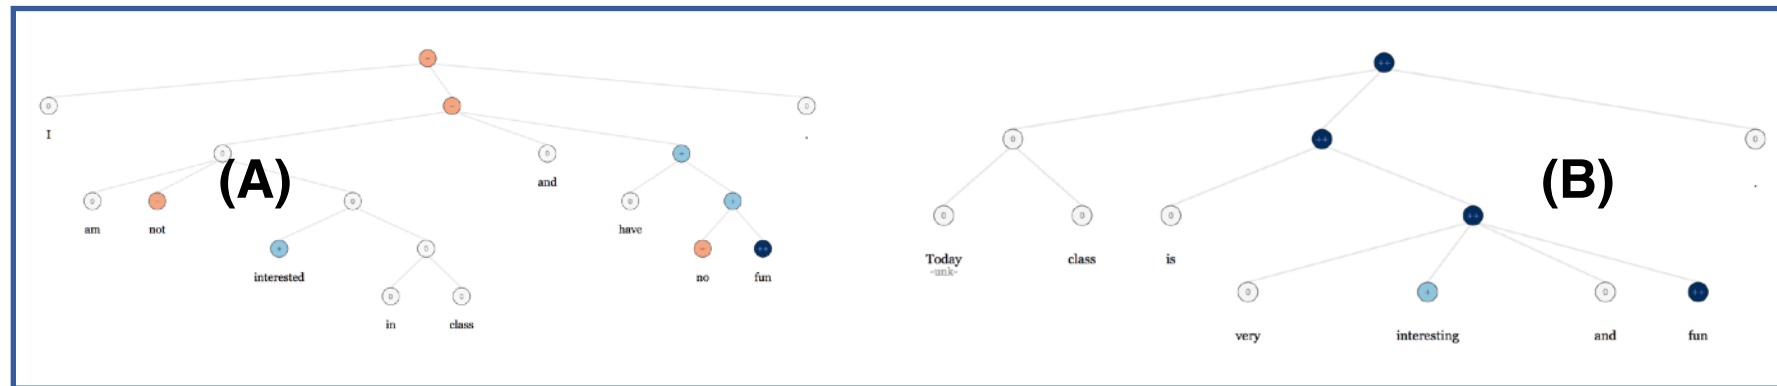 I
.
(A)
and
am
not
have
interested
no
fun
in
class
(B)
.
Today
-unk-
class
is
very
interesting
and
fun